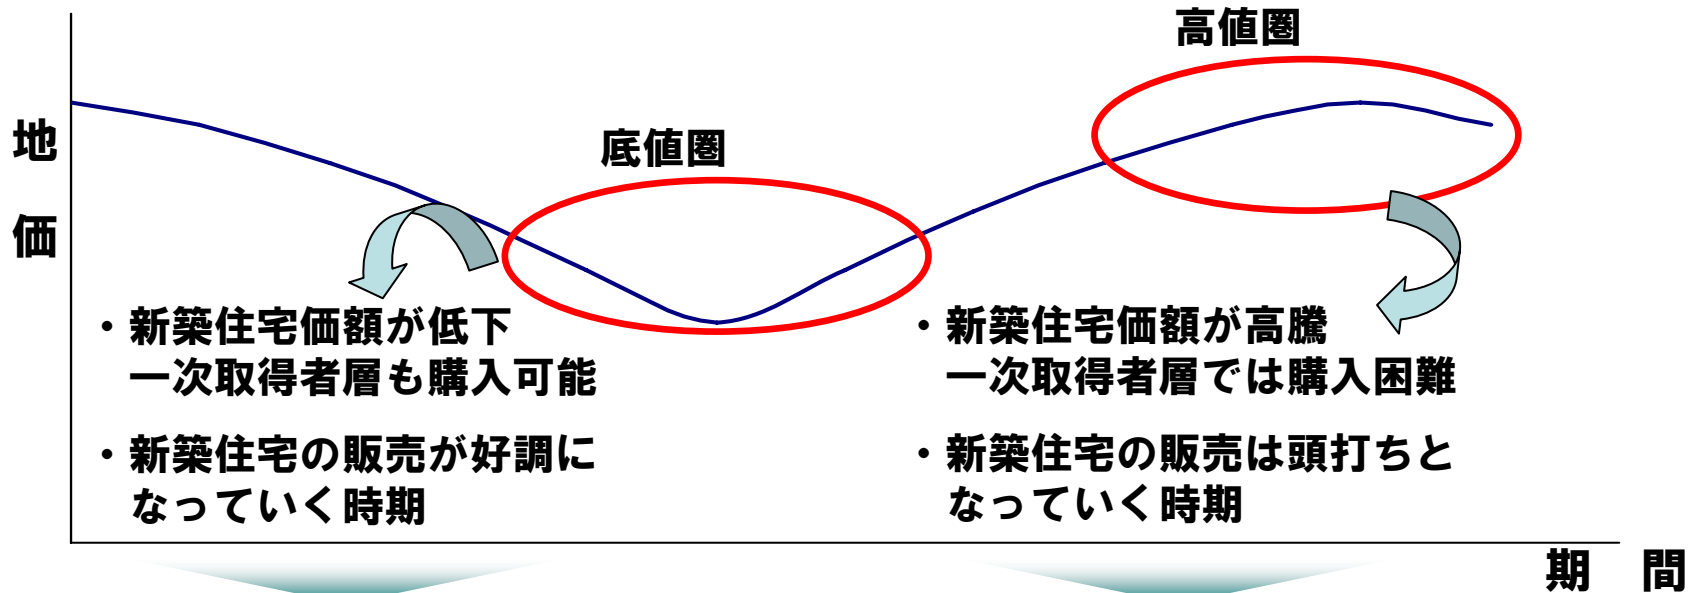 高値圏
底値圏
地価
・新築住宅価額が低下
一次取得者層も購入可能
・新築住宅の販売が好調に
なっていく時期
・新築住宅価額が高騰
一次取得者層では購入困難
・新築住宅の販売は頭打ちと
なっていく時期
期 間